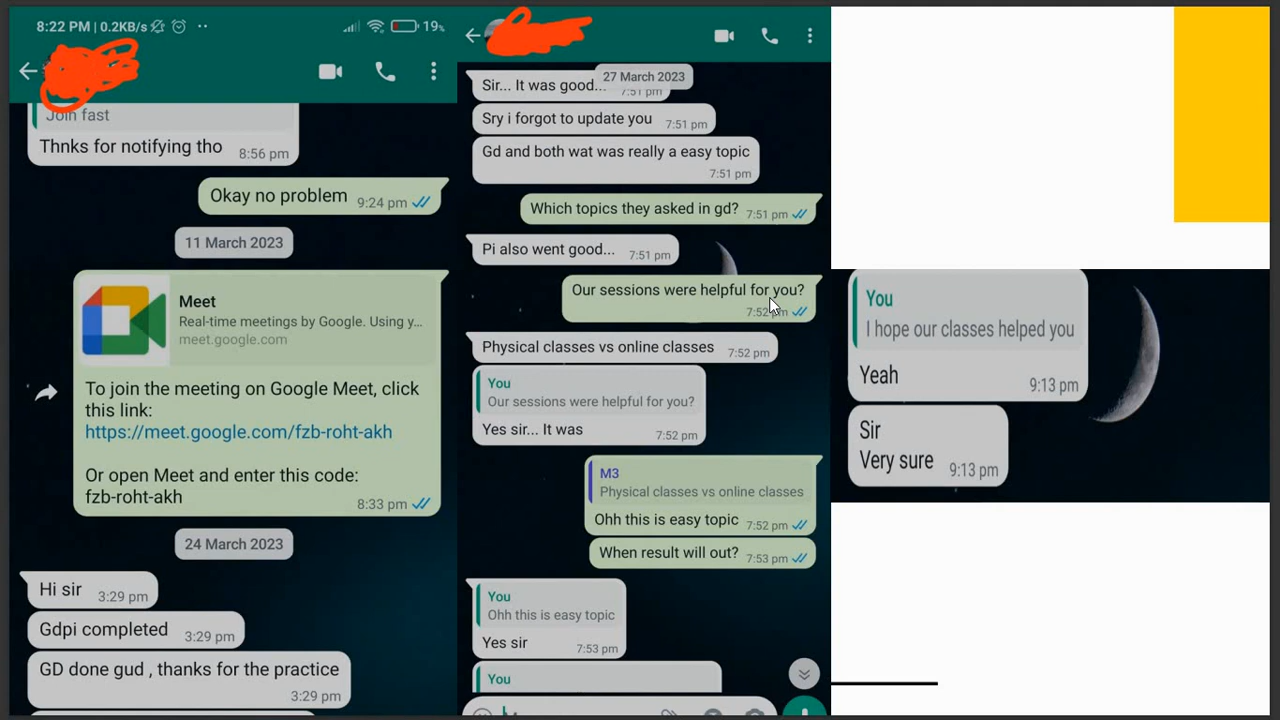 8:22 PM | 0.2KB/s
19%
Join fast
Thnks for notifying tho
8:56 pm
Okay no problem
9:24 pm
11 March 2023
Meet
Real-time meetings by Google. Using y...
meet.google.com
To join the meeting on Google Meet, click
this link:
https://meet.google.com/fzb-roht-akh
Or open Meet and enter this code:
fzb-roht-akh
8:33 pm
24 March 2023
Hi sir
3:29 pm
Gdpi completed
3:29 pm
GD done gud , thanks for the practice
3:29 pm
27 March 2023
Sir... It was good...
7:51 pm
Sry i forgot to update you
7:51 pm
Gd and both wat was really a easy topic
7:51 pm
Which topics they asked in gd?
7:51 pm
Pi also went good...
7:51 pm
Our sessions were helpful for you?
7:52 pm
Physical classes vs online classes
7:52 pm
You
Our sessions were helpful for you?
Yes sir... It was
7:52 pm
M3
Physical classes vs online classes
Ohh this is easy topic
7:52 pm
When result will out?
7:53 pm
You
Ohh this is easy topic
Yes sir
7:53 pm
You
You
I hope our classes helped you
Yeah
9:13 pm
Sir
Very sure
9:13 pm